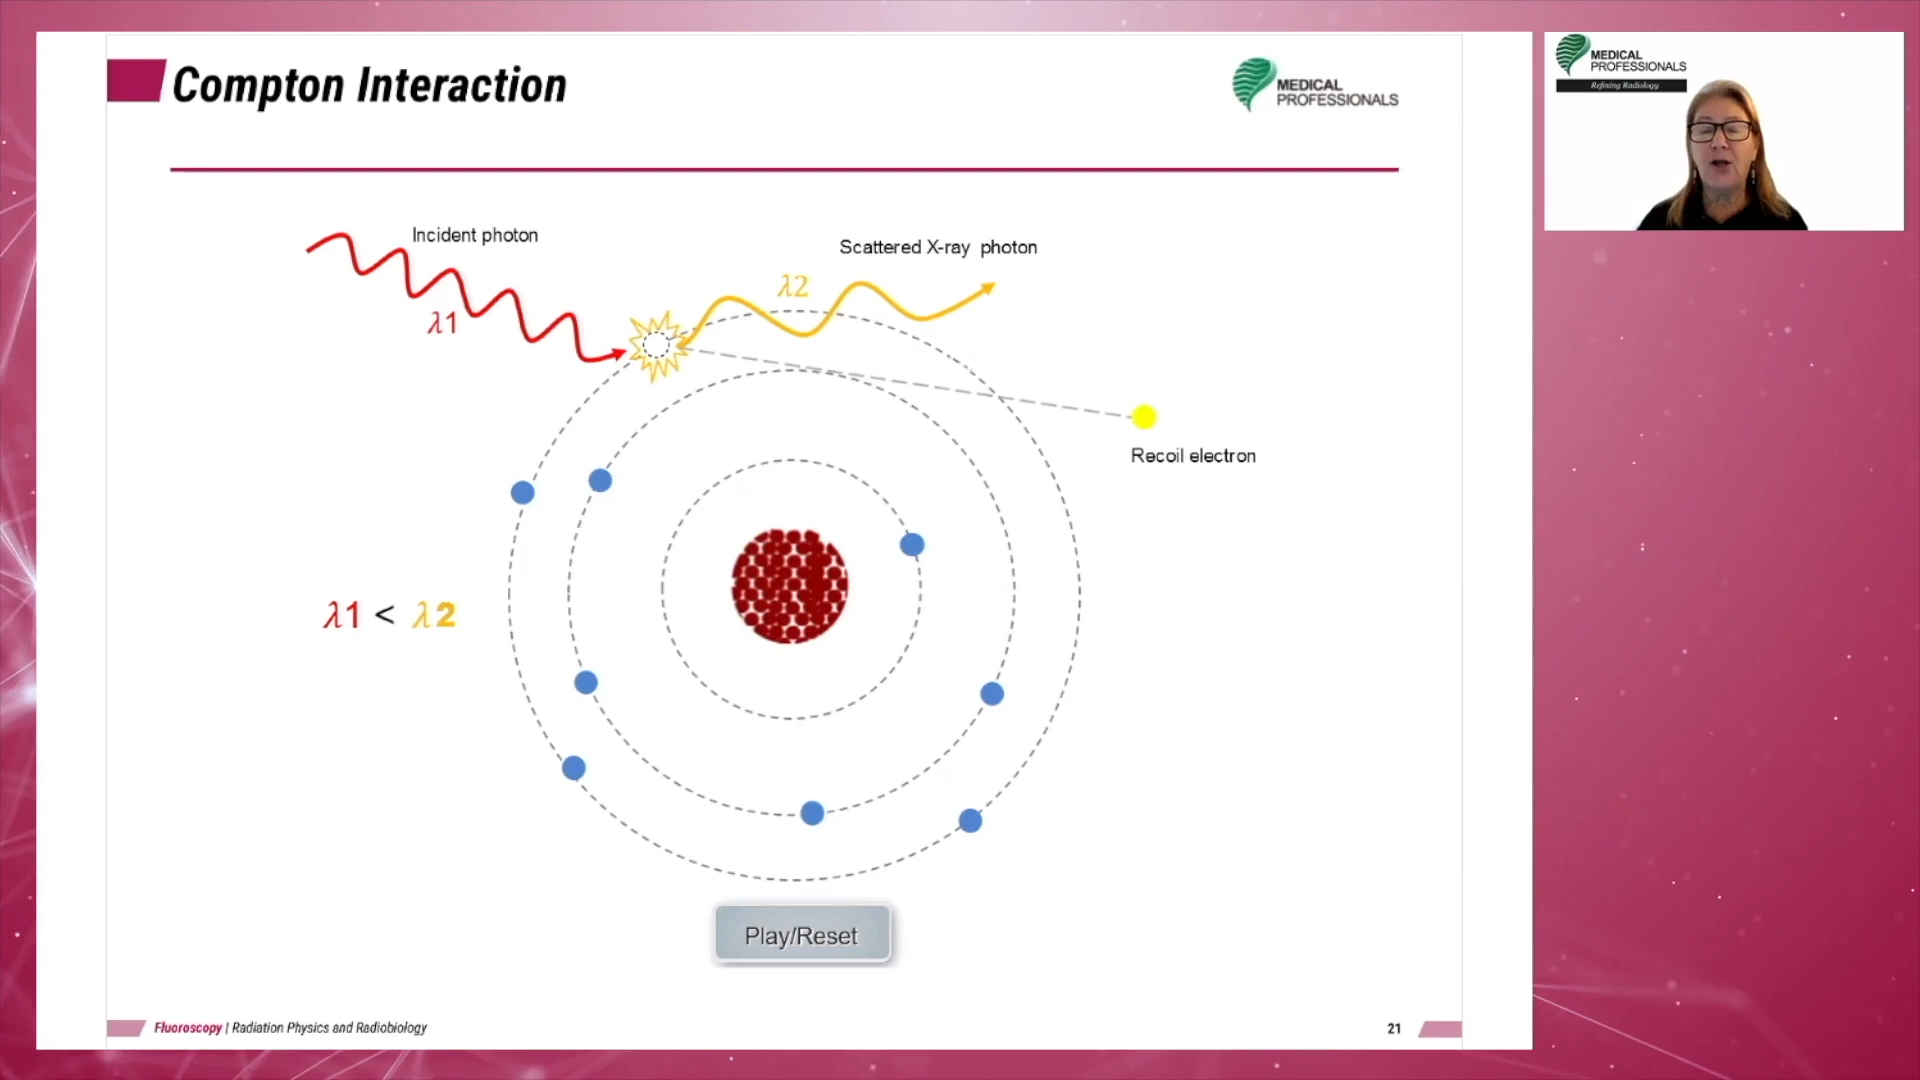 Compton Interaction
MEDICAL
PROFESSIONALS
MEDICAL
PROFESSIONALS
Refining Radiology
Incident photon
Scattered X-ray photon
λ2
λ1
Recoil electron
λ1 < λ2
Play/Reset
Fluoroscopy | Radiation Physics and Radiobiology
21